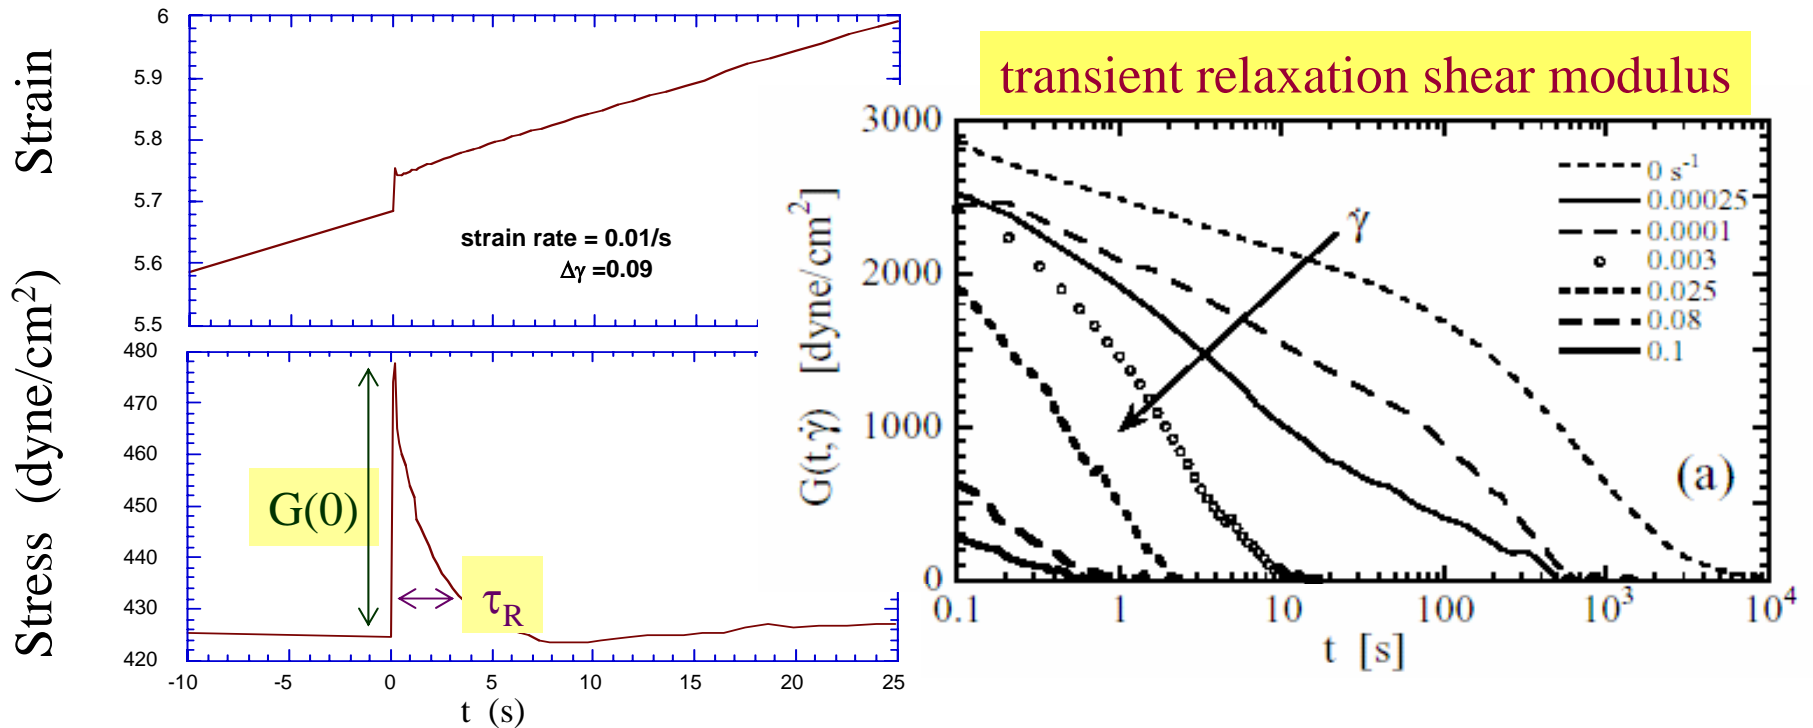 Strain
6
5.9
5.8
5.7
5.6
5.5
strain rate = 0.01/s
Δγ =0.09
Stress (dyne/cm²)
480
470
460
450
440
430
420
G(0)
τR
-10 -5 0 5 10 15 20 25
t (s)
transient relaxation shear modulus
G(t,γ̇) [dyne/cm²]
3000
2000
1000
0
0 s⁻¹
0.00025
0.0001
0.003
0.025
0.08
0.1
γ̇
(a)
0.1 1 10 100 10³ 10⁴
t [s]